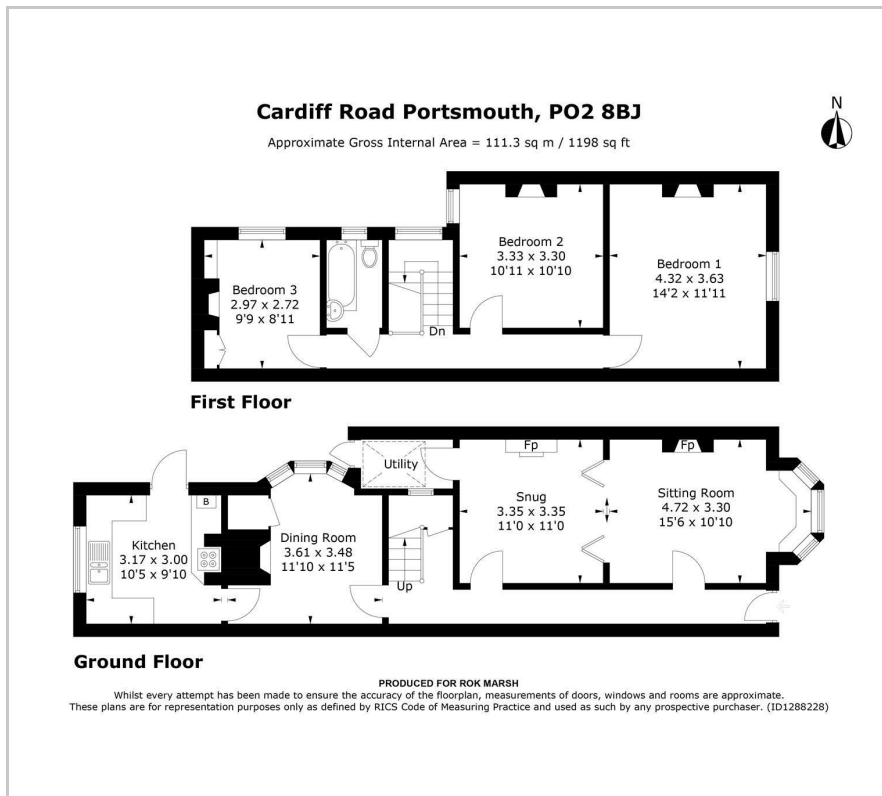 Cardiff Road Portsmouth, PO2 8BJ
Approximate Gross Internal Area = 111.3 sq m / 1198 sq ft
N
Bedroom 3
2.97 x 2.72
9'9 x 8'11
Dn
Bedroom 2
3.33 x 3.30
10'11 x 10'10
Bedroom 1
4.32 x 3.63
14'2 x 11'11
First Floor
Kitchen
3.17 x 3.00
10'5 x 9'10
B
Dining Room
3.61 x 3.48
11'10 x 11'5
Utility
Up
Fp
Snug
3.35 x 3.35
11'0 x 11'0
Fp
Sitting Room
4.72 x 3.30
15'6 x 10'10
Ground Floor
PRODUCED FOR ROK MARSH
Whilst every attempt has been made to ensure the accuracy of the floorplan, measurements of doors, windows and rooms are approximate.
These plans are for representation purposes only as defined by RICS Code of Measuring Practice and used as such by any prospective purchaser. (ID1288228)